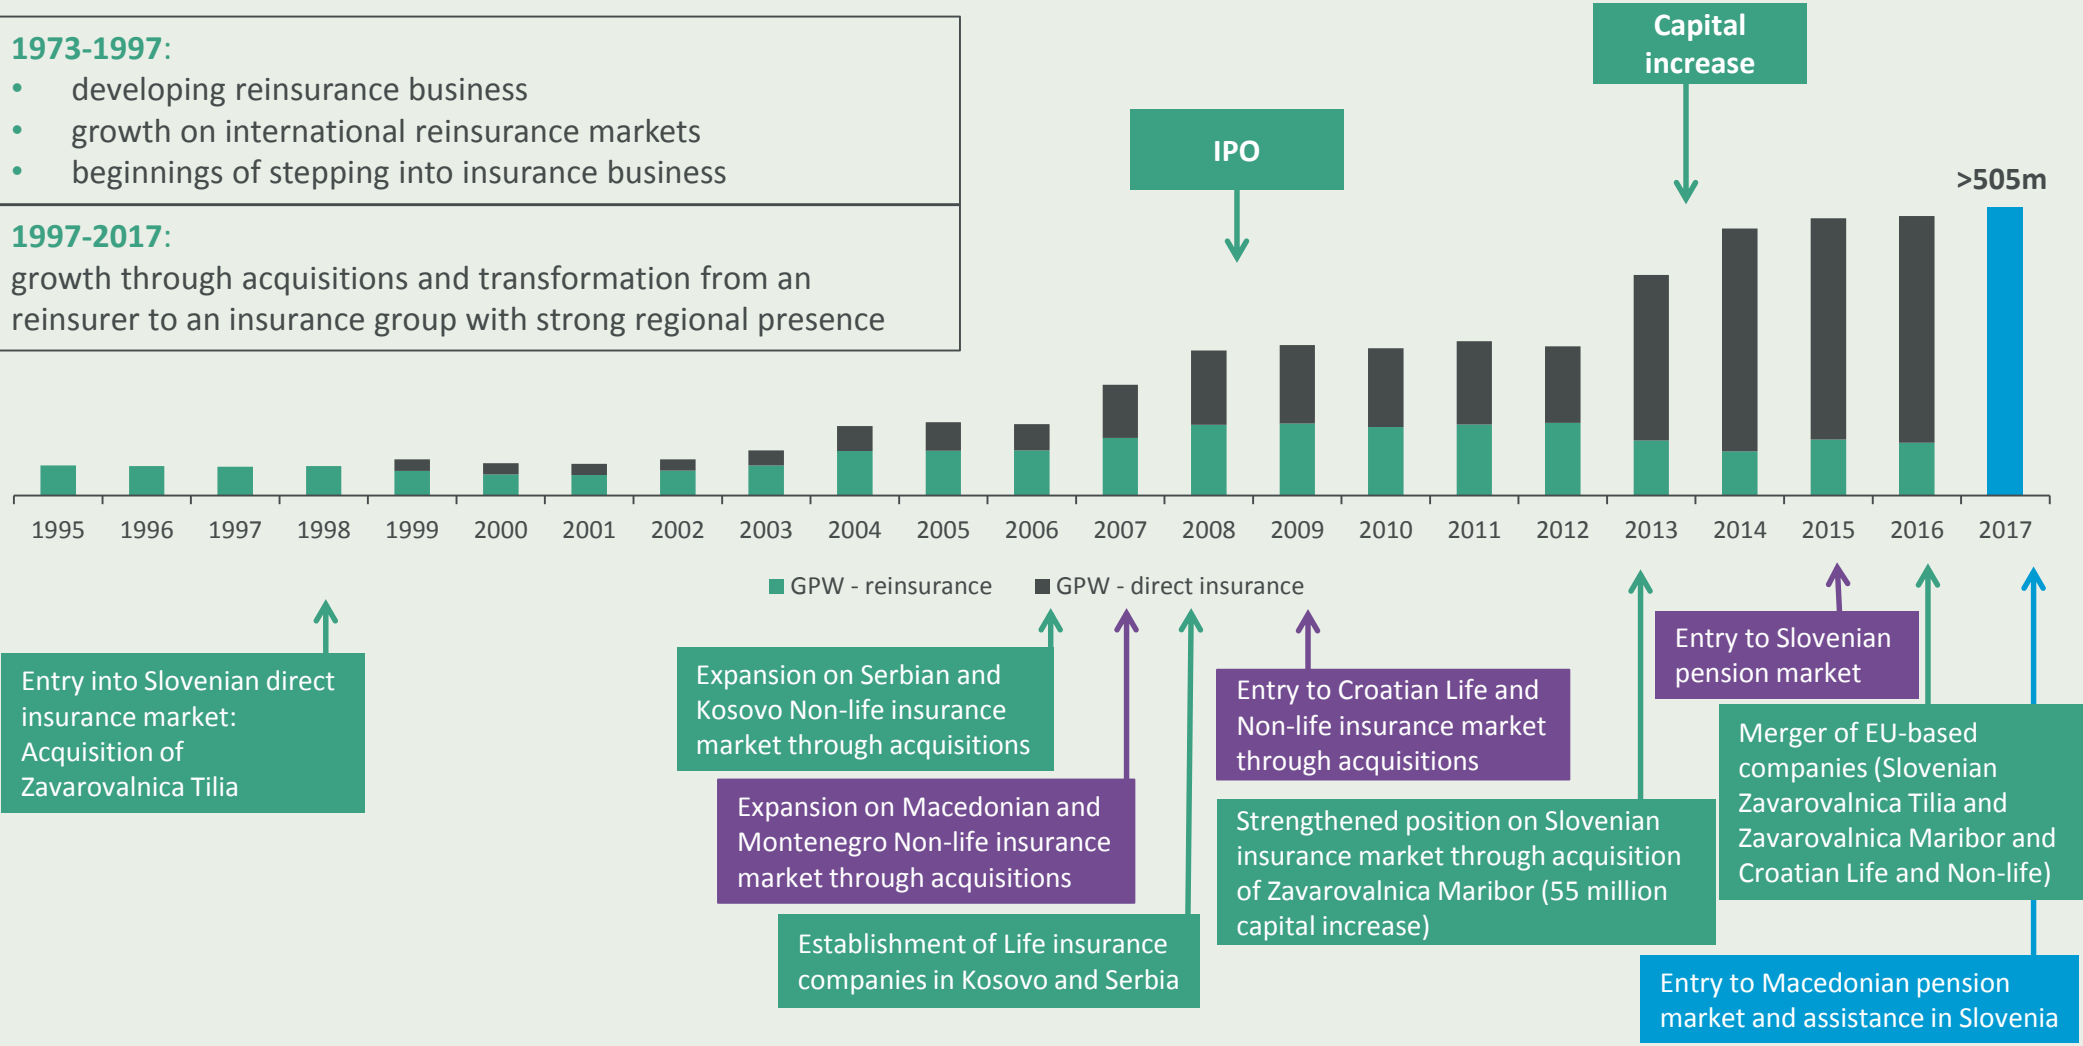 1973-1997:
• developing reinsurance business
• growth on international reinsurance markets
• beginnings of stepping into insurance business
1997-2017:
growth through acquisitions and transformation from an
reinsurer to an insurance group with strong regional presence
IPO
Capital
increase
>505m
1995 1996 1997 1998 1999 2000 2001 2002 2003 2004 2005 2006 2007 2008 2009 2010 2011 2012 2013 2014 2015 2016 2017
GPW - reinsurance GPW - direct insurance
Entry into Slovenian direct
insurance market:
Acquisition of
Zavarovalnica Tilia
Expansion on Serbian and
Kosovo Non-life insurance
market through acquisitions
Expansion on Macedonian and
Montenegro Non-life insurance
market through acquisitions
Establishment of Life insurance
companies in Kosovo and Serbia
Entry to Croatian Life and
Non-life insurance market
through acquisitions
Strengthened position on Slovenian
insurance market through acquisition
of Zavarovalnica Maribor (55 million
capital increase)
Entry to Slovenian
pension market
Merger of EU-based
companies (Slovenian
Zavarovalnica Tilia and
Zavarovalnica Maribor and
Croatian Life and Non-life)
Entry to Macedonian pension
market and assistance in Slovenia